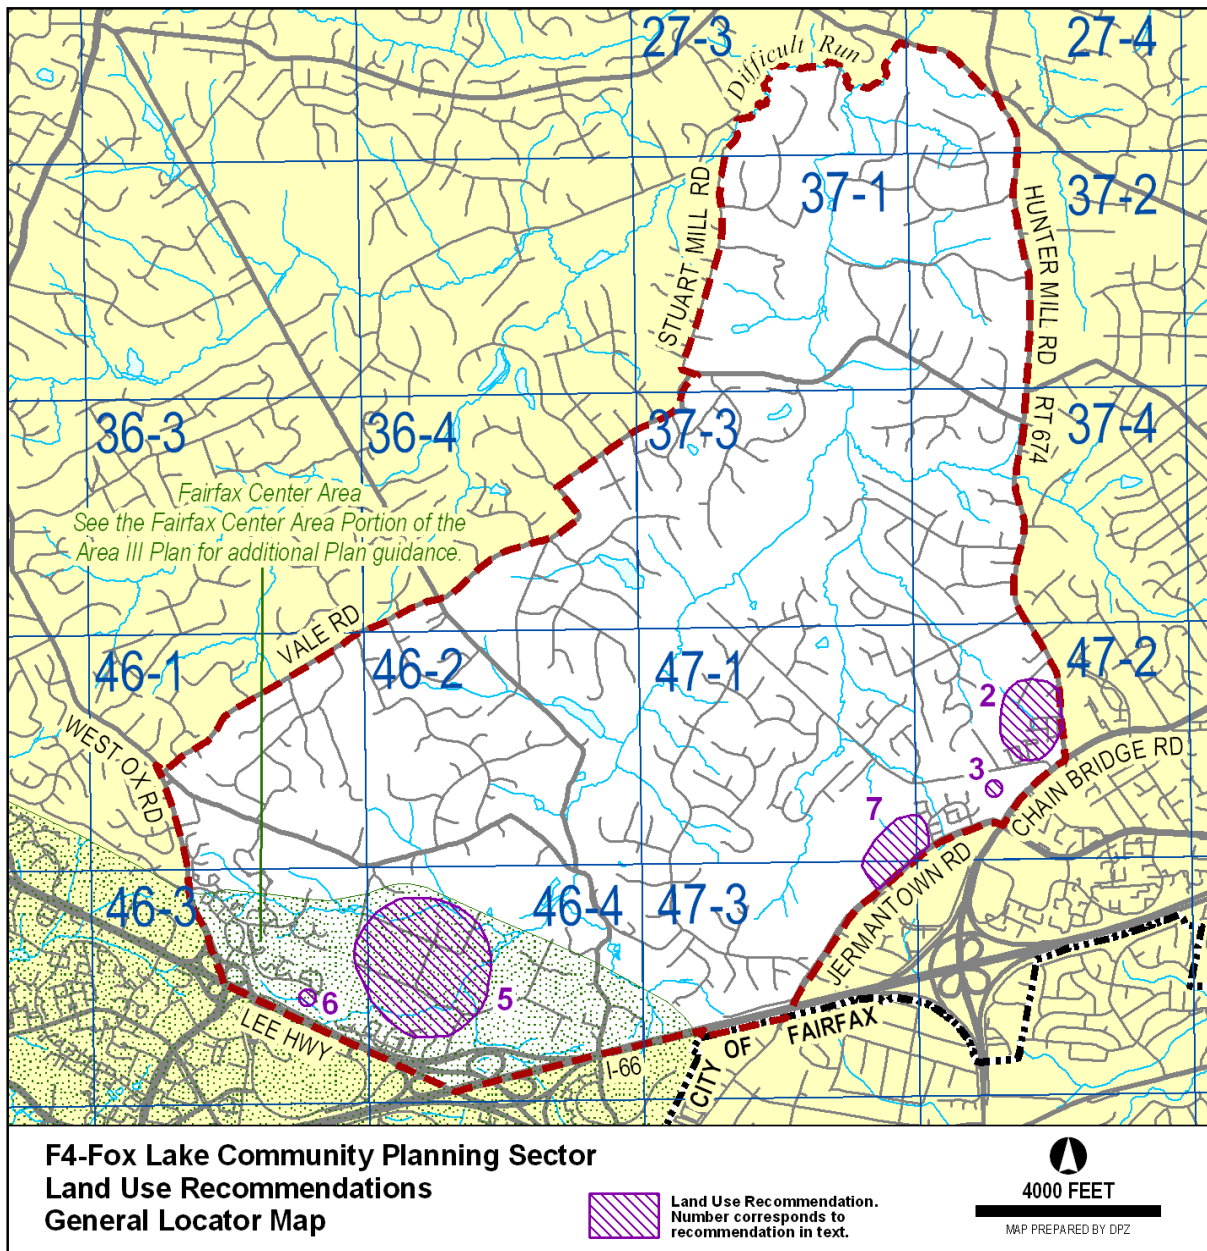 27-3
27-4
Difficult Run
37-1
37-2
STUART MILL RD
HUNTER MILL RD RT 674
36-3
36-4
37-3
37-4
Fairfax Center Area
See the Fairfax Center Area Portion of the
Area III Plan for additional Plan guidance.
VALE RD
46-1
46-2
47-1
47-2
2
WEST OX RD
3
CHAIN BRIDGE RD
7
JERMANTOWN RD
46-3
46-4
47-3
6
5
LEE HWY
I-66
CITY OF FAIRFAX
F4-Fox Lake Community Planning Sector
Land Use Recommendations
General Locator Map
Land Use Recommendation.
Number corresponds to
recommendation in text.
4000 FEET
MAP PREPARED BY DPZ